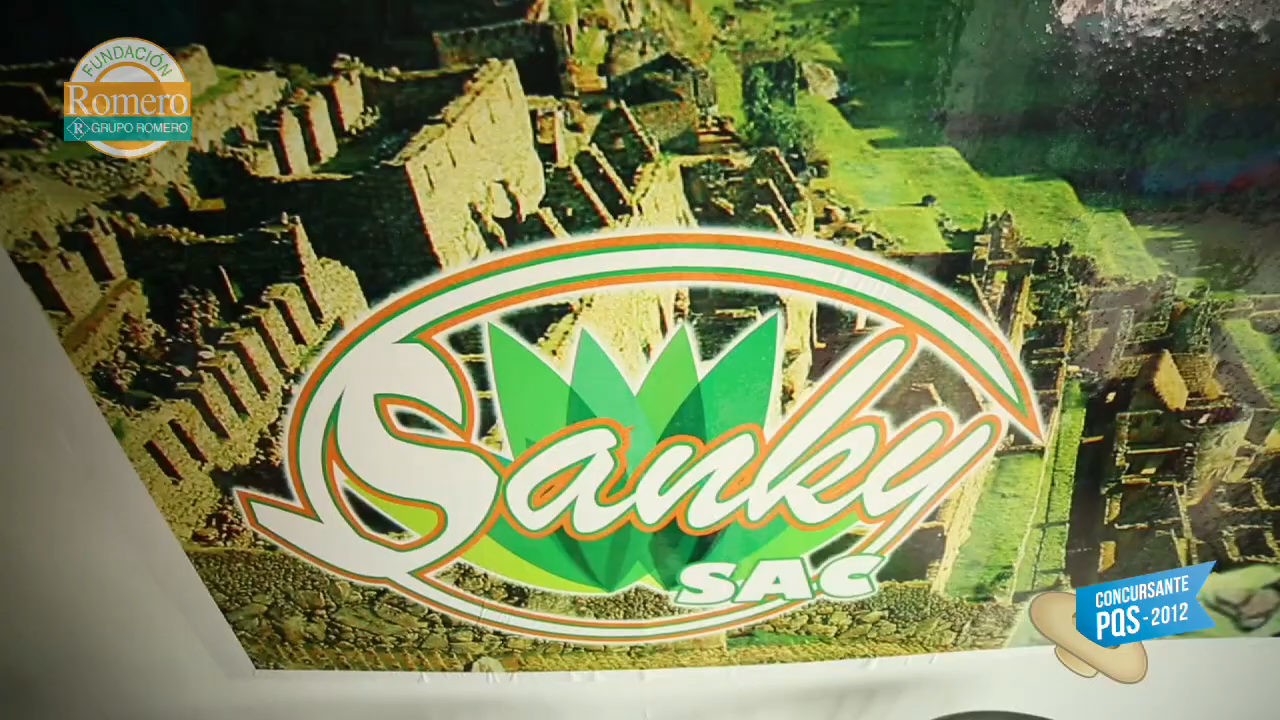 FUNDACIÓN
Romero
R GRUPO ROMERO
Sanky
SAC
CONCURSANTE
PQS - 2012